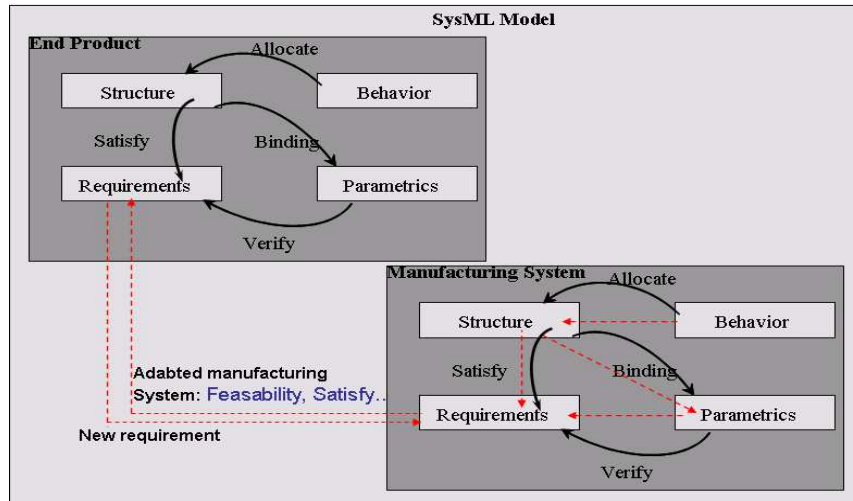 SysML Model
End Product
Allocate
Structure
Behavior
Satisfy
Binding
Requirements
Parametrics
Verify
Manufacturing System
Allocate
Structure
Behavior
Satisfy
Binding
Adabted manufacturing
System: Feasability, Satisfy..
Requirements
Parametrics
New requirement
Verify